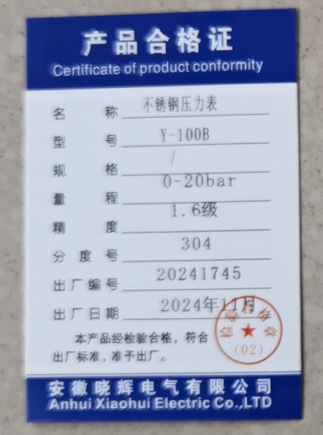 产品合格证
Certificate of product conformity
名 称 不锈钢压力表
型 号 Y-100B
规 格 /
量 程 0-20bar
精 度 1.6级
分 度 号 304
出厂编号 20241745
出厂日期 2024年11月
本产品经检验合格，符合
出厂标准，准予出厂。
(02)
安徽晓辉电气有限公司
Anhui Xiaohui Electric Co.,LTD